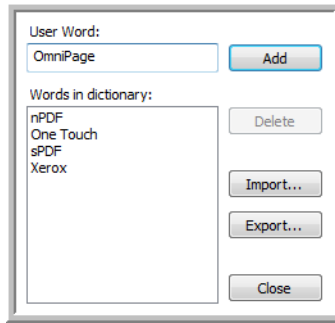 User Word:
OmniPage
Add
Words in dictionary:
nPDF
One Touch
sPDF
Xerox
Delete
Import...
Export...
Close